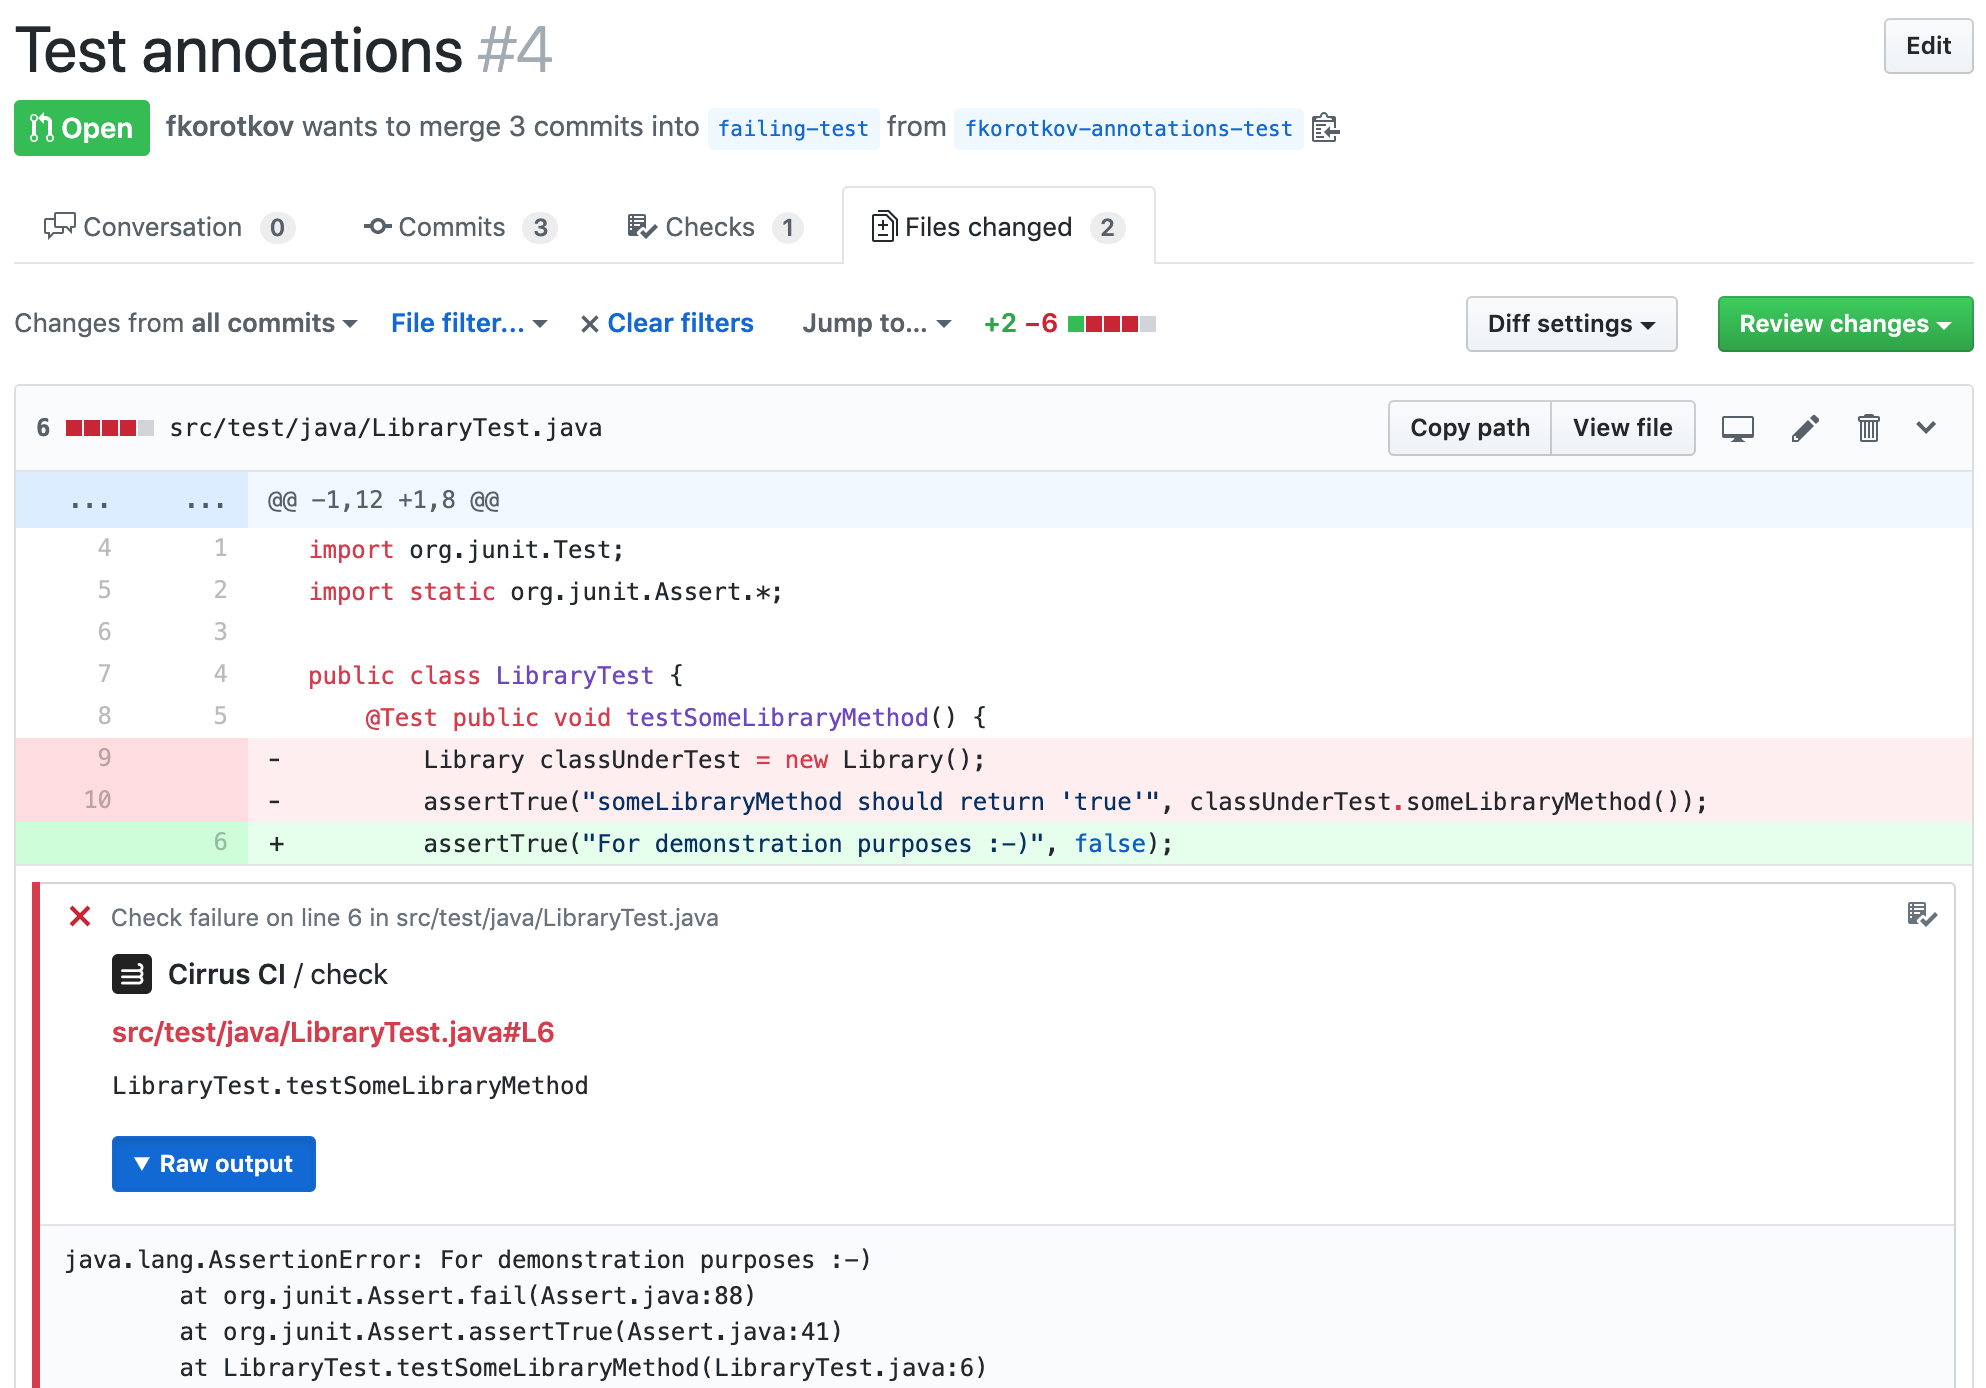 Test annotations #4
Edit
Open fkorotkov wants to merge 3 commits into failing-test from fkorotkov-annotations-test
Conversation 0 Commits 3 Checks 1 Files changed 2
Changes from all commits File filter... Clear filters Jump to... +2 −6 Diff settings Review changes
6 src/test/java/LibraryTest.java Copy path View file
... ... @@ −1,12 +1,8 @@
4 1 import org.junit.Test;
5 2 import static org.junit.Assert.*;
6 3
7 4 public class LibraryTest {
8 5 @Test public void testSomeLibraryMethod() {
9 - Library classUnderTest = new Library();
10 - assertTrue("someLibraryMethod should return 'true'", classUnderTest.someLibraryMethod());
6 + assertTrue("For demonstration purposes :-)", false);
Check failure on line 6 in src/test/java/LibraryTest.java
Cirrus CI / check
src/test/java/LibraryTest.java#L6
LibraryTest.testSomeLibraryMethod
▼ Raw output
java.lang.AssertionError: For demonstration purposes :-)
at org.junit.Assert.fail(Assert.java:88)
at org.junit.Assert.assertTrue(Assert.java:41)
at LibraryTest.testSomeLibraryMethod(LibraryTest.java:6)